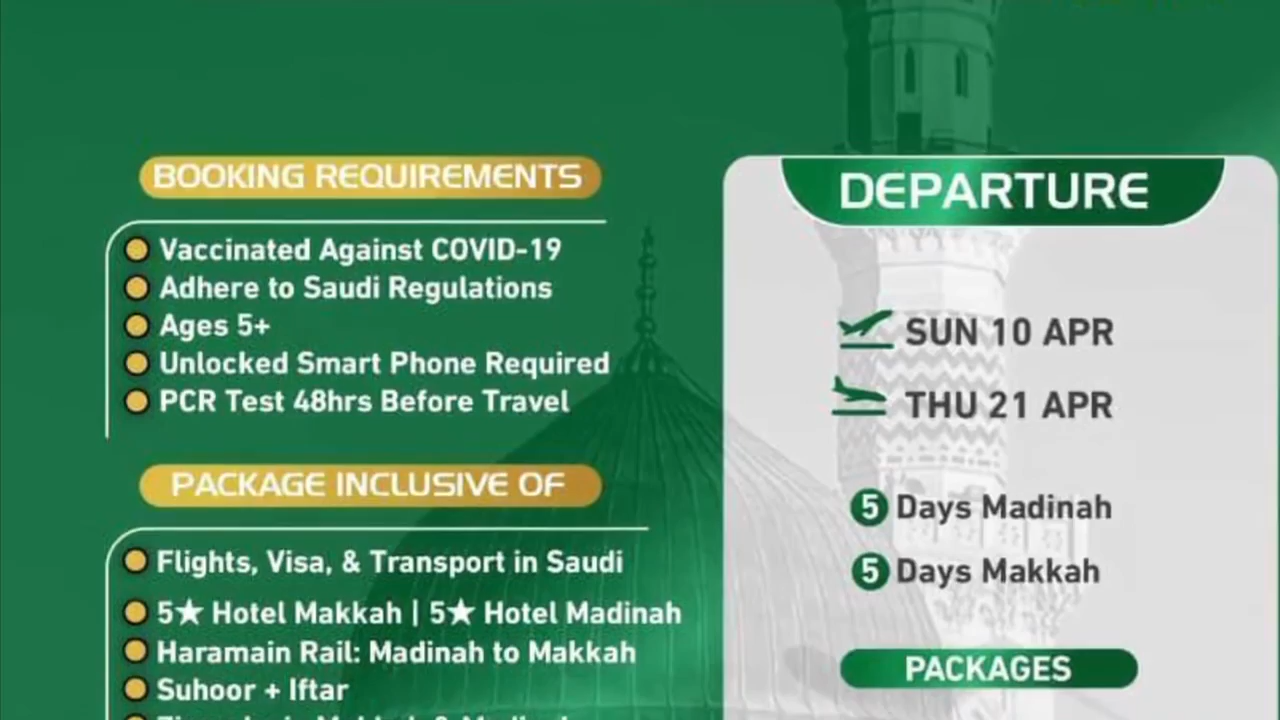 BOOKING REQUIREMENTS
Vaccinated Against COVID-19
Adhere to Saudi Regulations
Ages 5+
Unlocked Smart Phone Required
PCR Test 48hrs Before Travel
PACKAGE INCLUSIVE OF
Flights, Visa, & Transport in Saudi
5★ Hotel Makkah | 5★ Hotel Madinah
Haramain Rail: Madinah to Makkah
Suhoor + Iftar
DEPARTURE
SUN 10 APR
THU 21 APR
5 Days Madinah
5 Days Makkah
PACKAGES